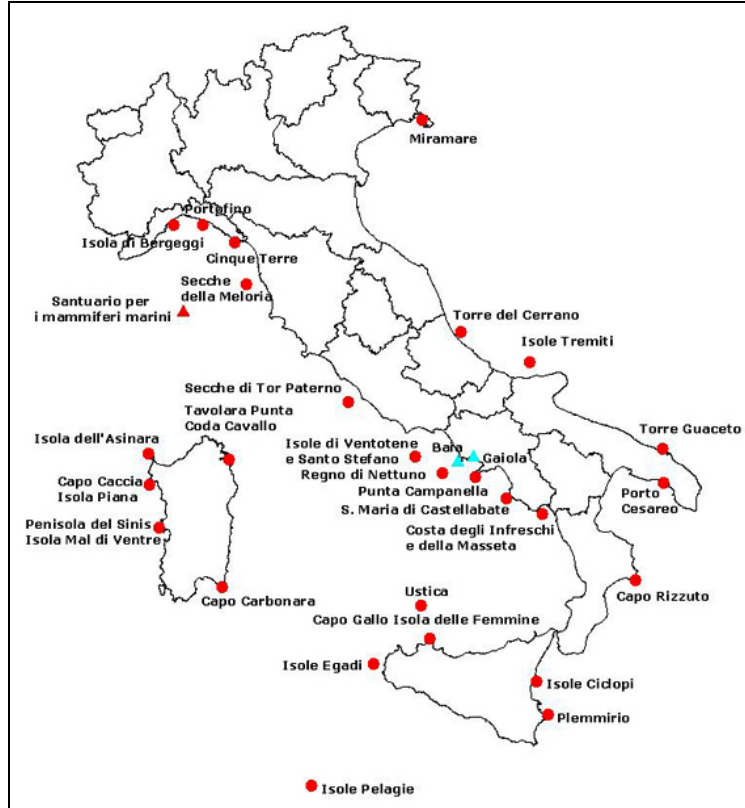 Miramare
Portofino
Isola di Bergeggi
Cinque Terre
Secche
della Meloria
Santuario per
i mammiferi marini
Torre del Cerrano
Isole Tremiti
Secche di Tor Paterno
Tavolara Punta
Coda Cavallo
Isola dell'Asinara
Isole di Ventotene
e Santo Stefano
Baia
Gaiola
Torre Guaceto
Regno di Nettuno
Capo Caccia
Isola Piana
Punta Campanella
Porto
Cesareo
S. Maria di Castellabate
Penisola del Sinis
Isola Mal di Ventre
Costa degli Infreschi
e della Masseta
Capo Carbonara
Ustica
Capo Rizzuto
Capo Gallo Isola delle Femmine
Isole Egadi
Isole Ciclopi
Plemmirio
Isole Pelagie